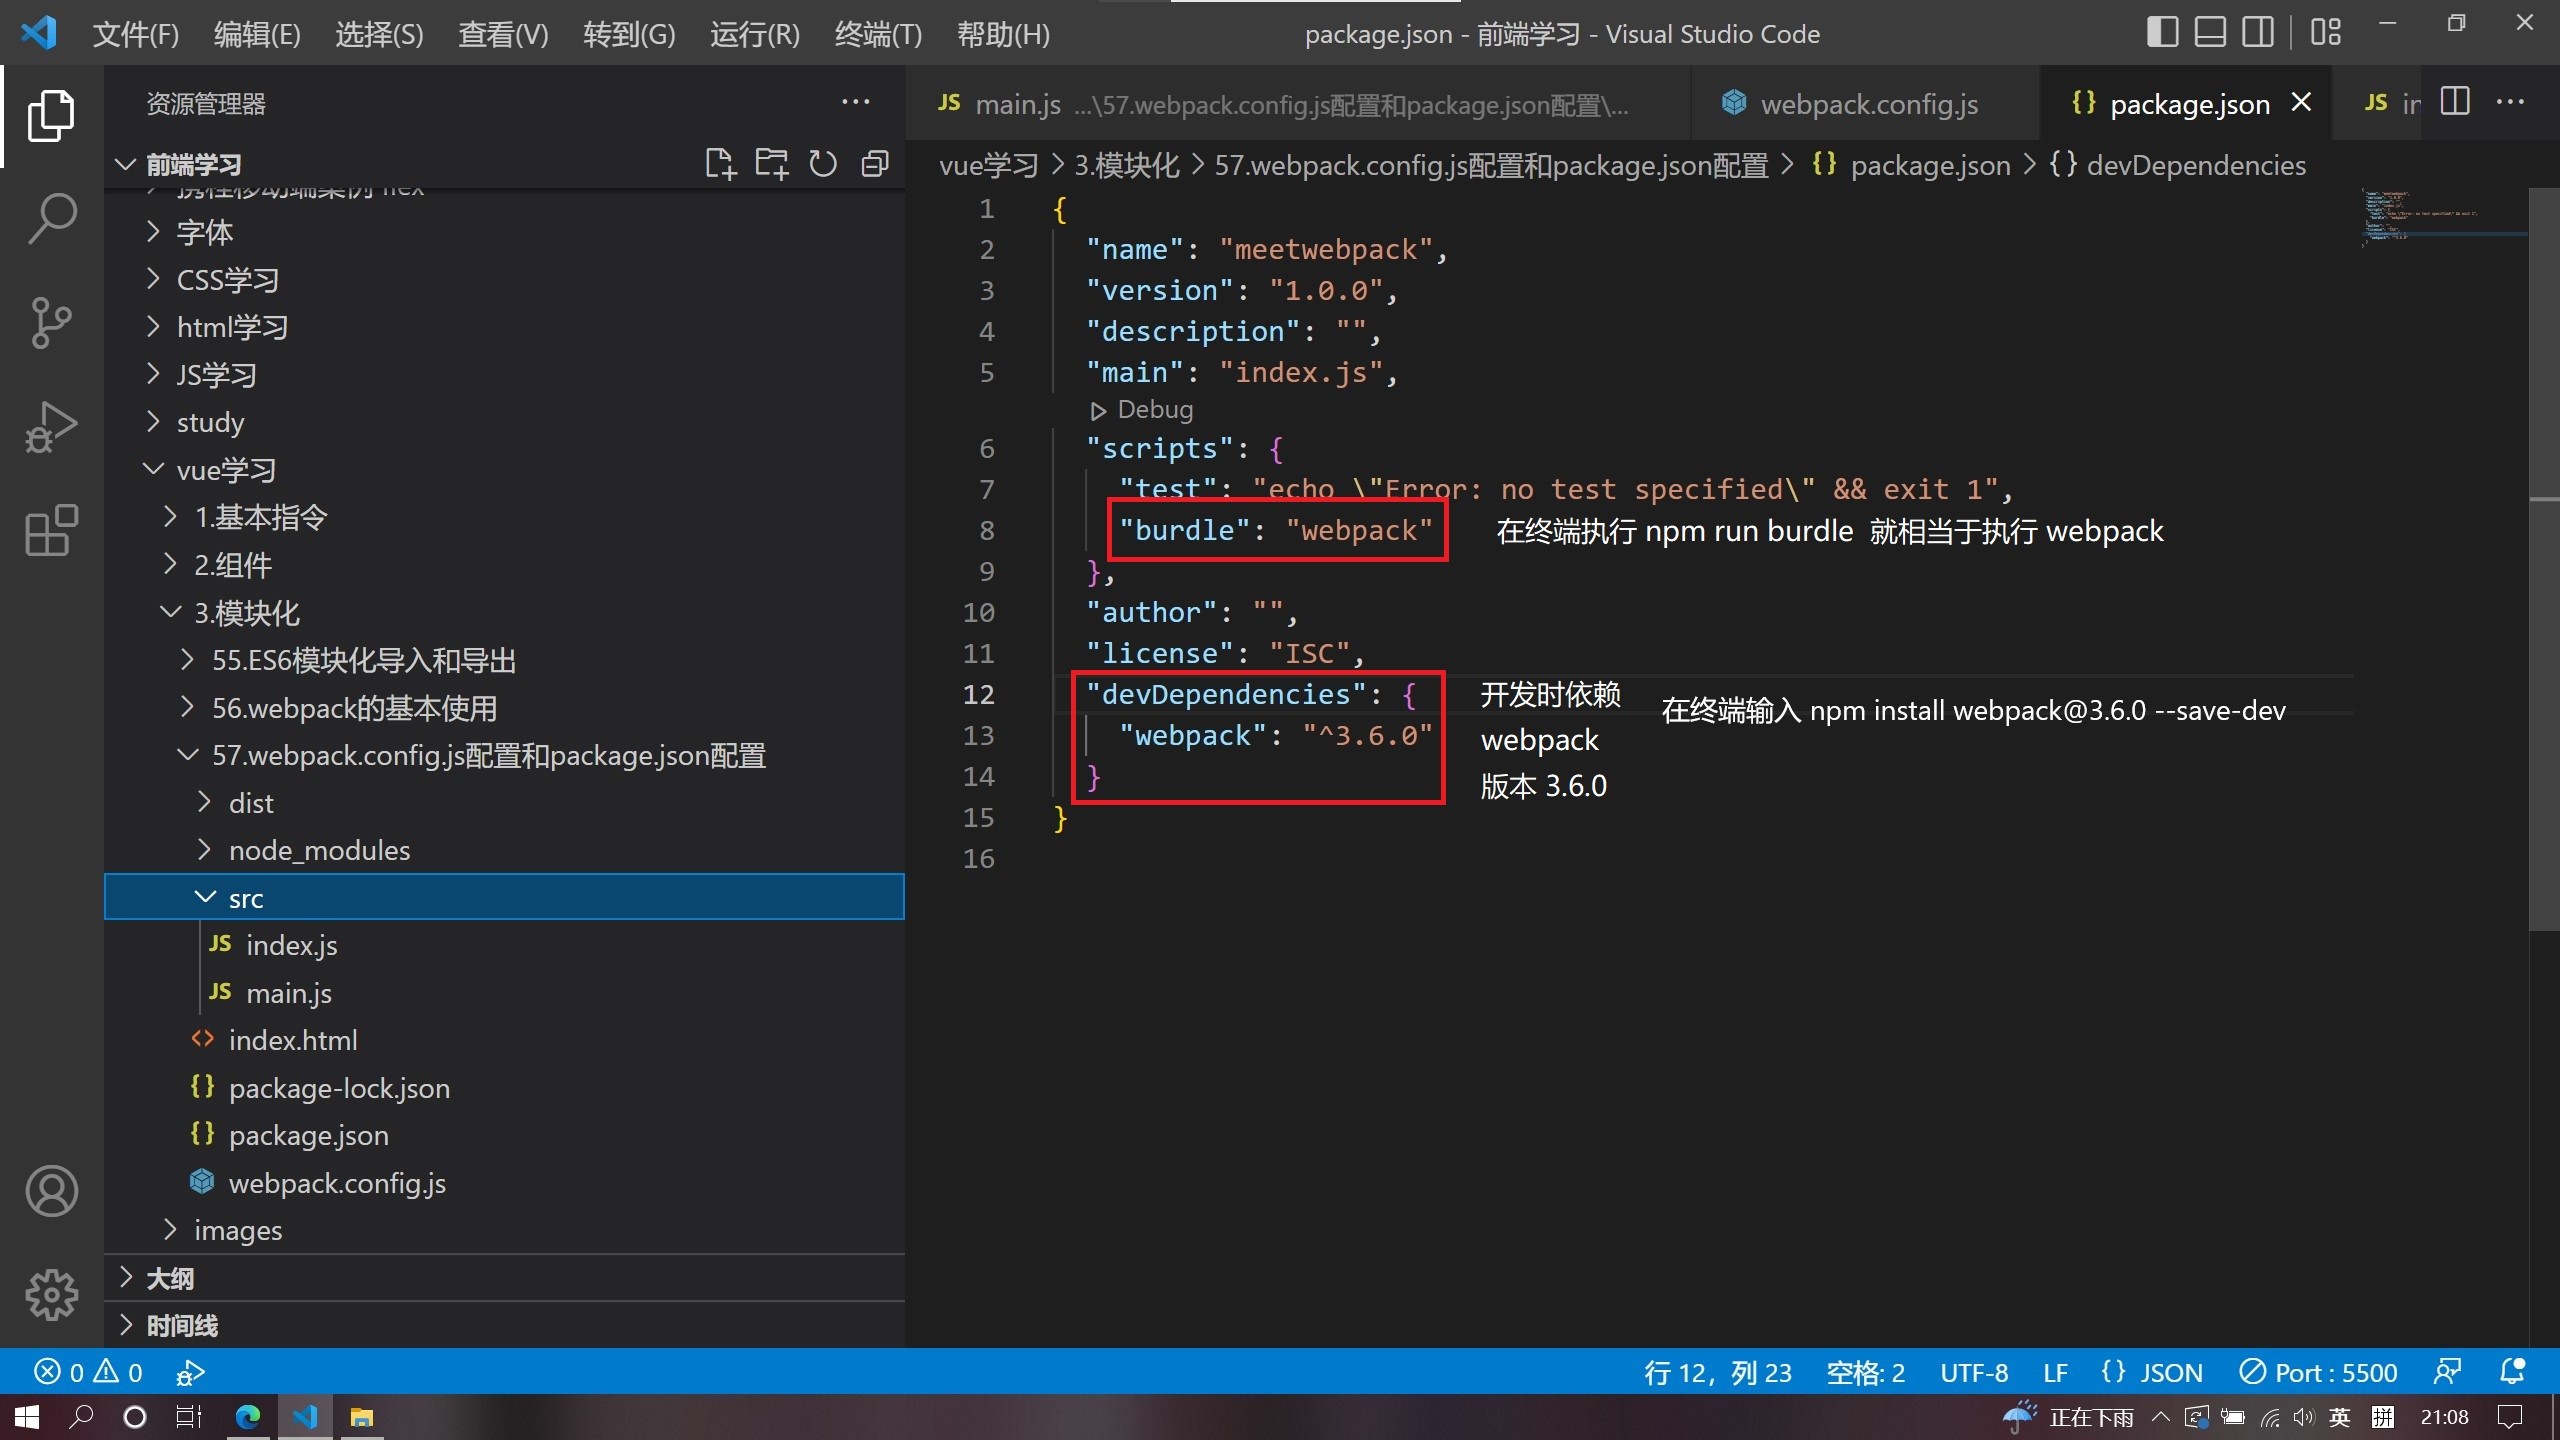 文件(F) 编辑(E) 选择(S) 查看(V) 转到(G) 运行(R) 终端(T) 帮助(H)
package.json - 前端学习 - Visual Studio Code
资源管理器
前端学习
携程移动端案例 flex
字体
CSS学习
html学习
JS学习
study
vue学习
1.基本指令
2.组件
3.模块化
55.ES6模块化导入和导出
56.webpack的基本使用
57.webpack.config.js配置和package.json配置
dist
node_modules
src
JS index.js
JS main.js
<> index.html
{} package-lock.json
{} package.json
webpack.config.js
images
大纲
时间线
JS main.js ...\57.webpack.config.js配置和package.json配置\...
webpack.config.js
{} package.json
JS in
vue学习 > 3.模块化 > 57.webpack.config.js配置和package.json配置 > {} package.json > {} devDependencies
1 {
2 "name": "meetwebpack",
3 "version": "1.0.0",
4 "description": "",
5 "main": "index.js",
Debug
6 "scripts": {
7 "test": "echo \"Error: no test specified\" && exit 1",
8 "burdle": "webpack"
在终端执行 npm run burdle 就相当于执行 webpack
9 },
10 "author": "",
11 "license": "ISC",
12 "devDependencies": {
开发时依赖
在终端输入 npm install webpack@3.6.0 --save-dev
13 "webpack": "^3.6.0"
webpack
14 }
版本 3.6.0
15 }
16
0 0
行 12，列 23 空格: 2 UTF-8 LF {} JSON Port : 5500
正在下雨 英 拼 21:08